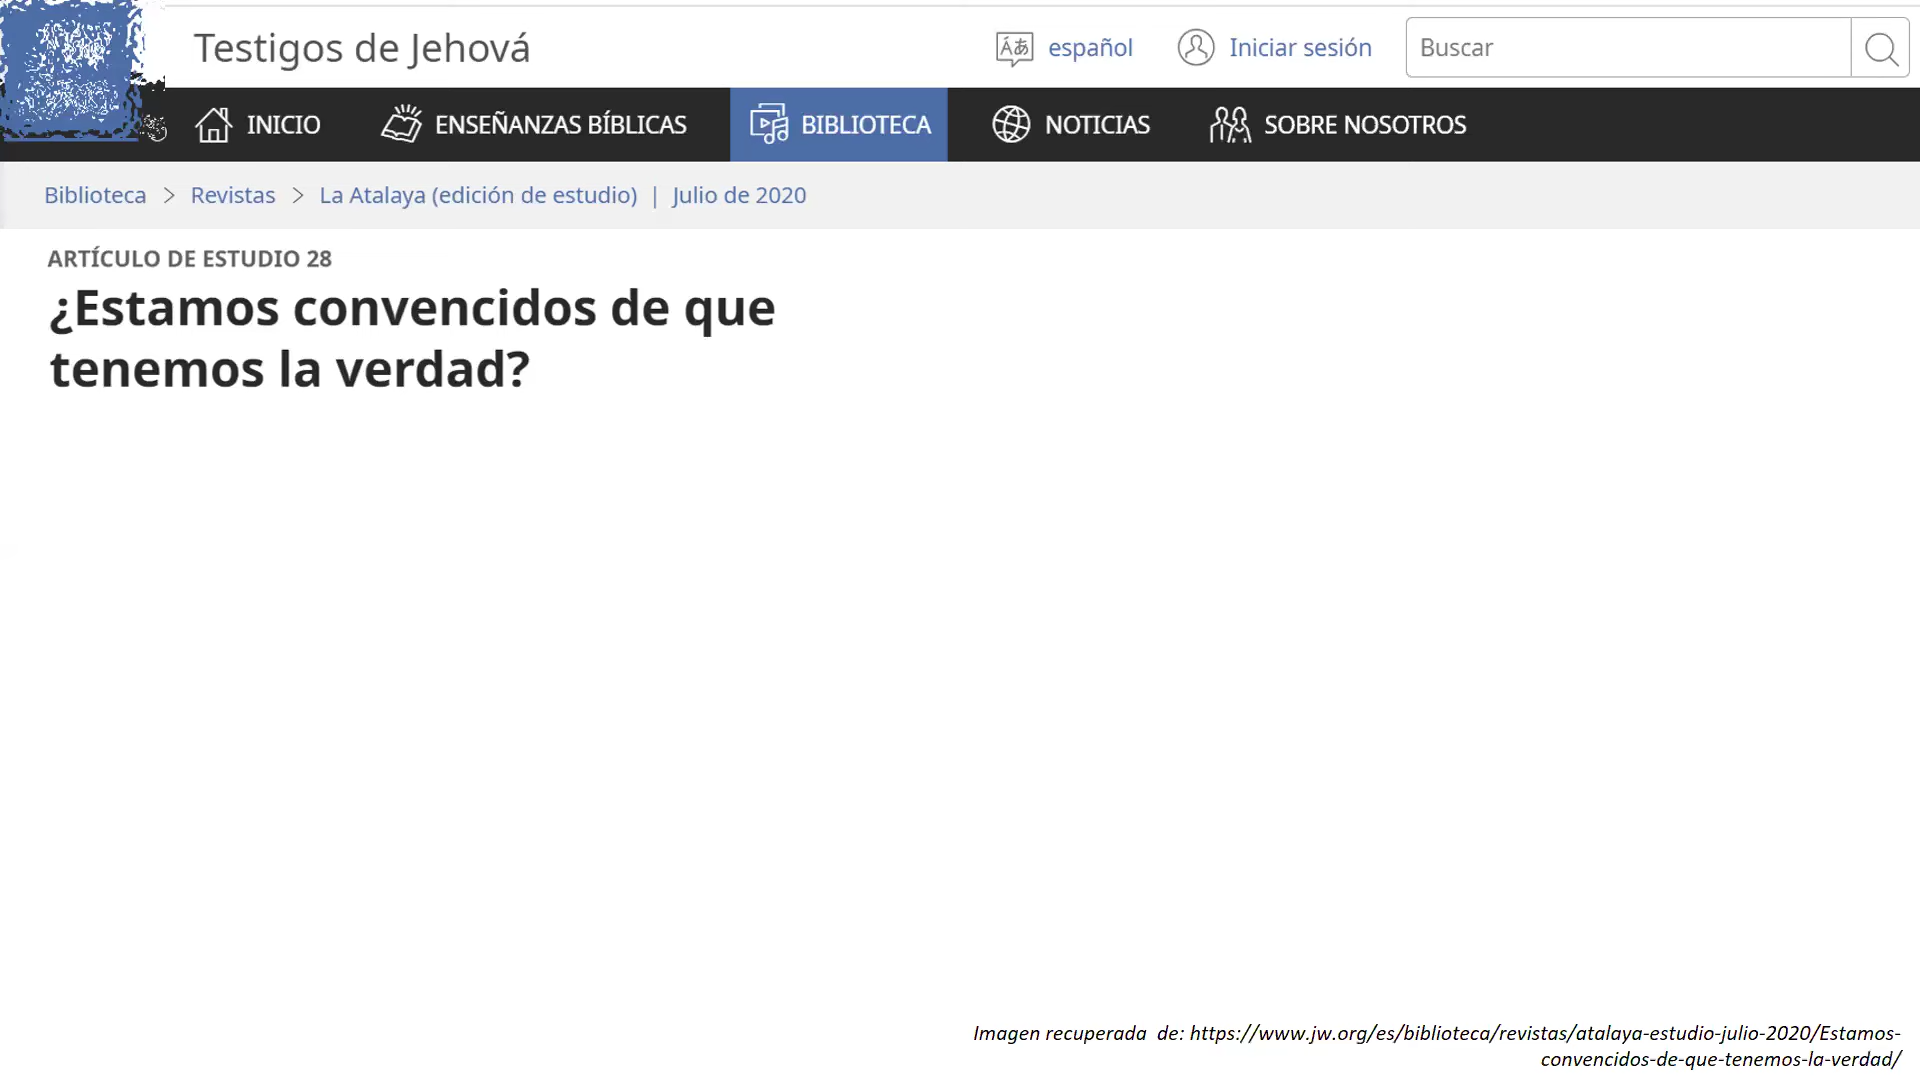 Testigos de Jehová
español
Iniciar sesión
Buscar
INICIO
ENSEÑANZAS BÍBLICAS
BIBLIOTECA
NOTICIAS
SOBRE NOSOTROS
Biblioteca > Revistas > La Atalaya (edición de estudio) | Julio de 2020
ARTÍCULO DE ESTUDIO 28
¿Estamos convencidos de que
tenemos la verdad?
Imagen recuperada de: https://www.jw.org/es/biblioteca/revistas/atalaya-estudio-julio-2020/Estamos-
convencidos-de-que-tenemos-la-verdad/